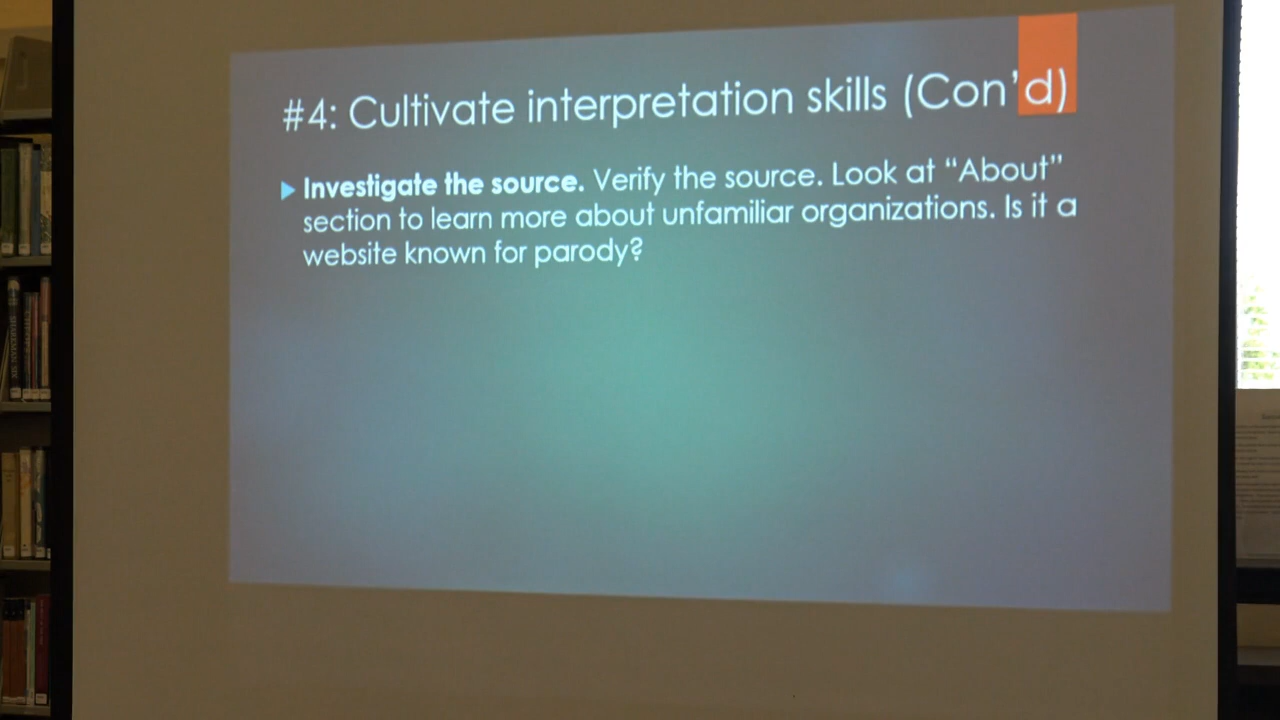 #4: Cultivate interpretation skills (Con'd)
Investigate the source. Verify the source. Look at “About”
section to learn more about unfamiliar organizations. Is it a
website known for parody?